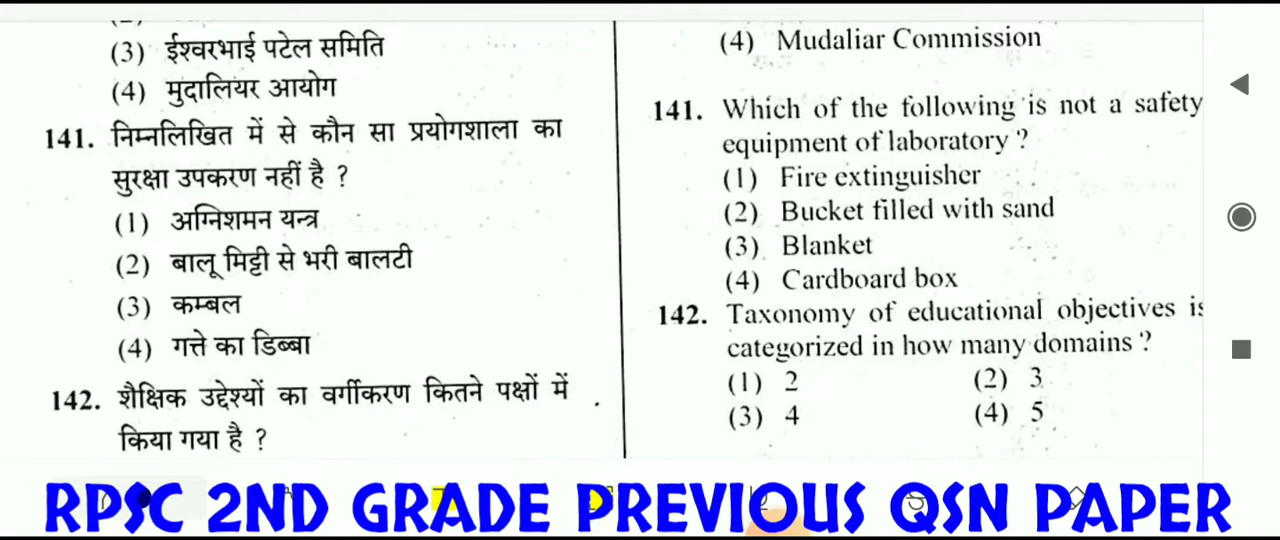 (3) ईश्वरभाई पटेल समिति
(4) मुदालियर आयोग
141. निम्नलिखित में से कौन सा प्रयोगशाला का
सुरक्षा उपकरण नहीं है ?
(1) अग्निशमन यन्त्र
(2) बालू मिट्टी से भरी बालटी
(3) कम्बल
(4) गत्ते का डिब्बा
142. शैक्षिक उद्देश्यों का वर्गीकरण कितने पक्षों में
किया गया है ?
(4) Mudaliar Commission
141. Which of the following is not a safety
equipment of laboratory ?
(1) Fire extinguisher
(2) Bucket filled with sand
(3) Blanket
(4) Cardboard box
142. Taxonomy of educational objectives is
categorized in how many domains ?
(1) 2 (2) 3
(3) 4 (4) 5
RPSC 2ND GRADE PREVIOUS QSN PAPER